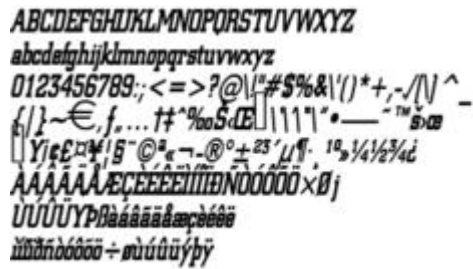 ABCDEFGHIJKLMNOPQRSTUVWXYZ
abcdefghijklmnopqrstuvwxyz
0123456789:;<=>?@\|"#$%&\'()*+,-./[\]^_
{|}~€‚ƒ„…†‡ˆ‰Š‹Œ\'\'\"\"•—–˜™š›œ
Ÿ¡¢£¤¥¦§¨©ª«¬-®°±²³´µ¶·¹º»¼½¾¿
ÀÁÂÃÄÅÆÇÈÉÊËÌÍÎÏÐÑÒÓÔÕÖ×Øj
ÙÚÛÜÝÞßàáâãäåæçèéêë
ìíîïðñòóôõö÷øùúûüýþÿ